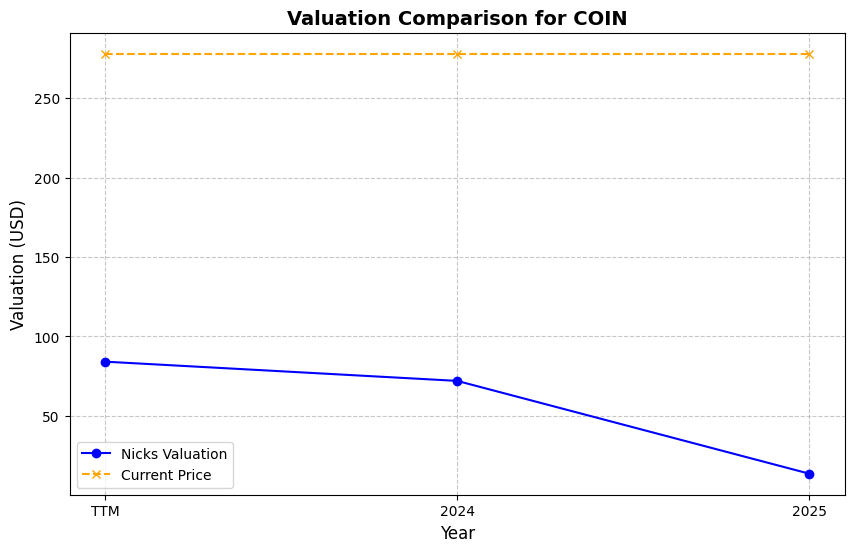 Valuation Comparison for COIN
Valuation (USD)
250
200
150
100
50
Nicks Valuation
Current Price
TTM
2024
2025
Year